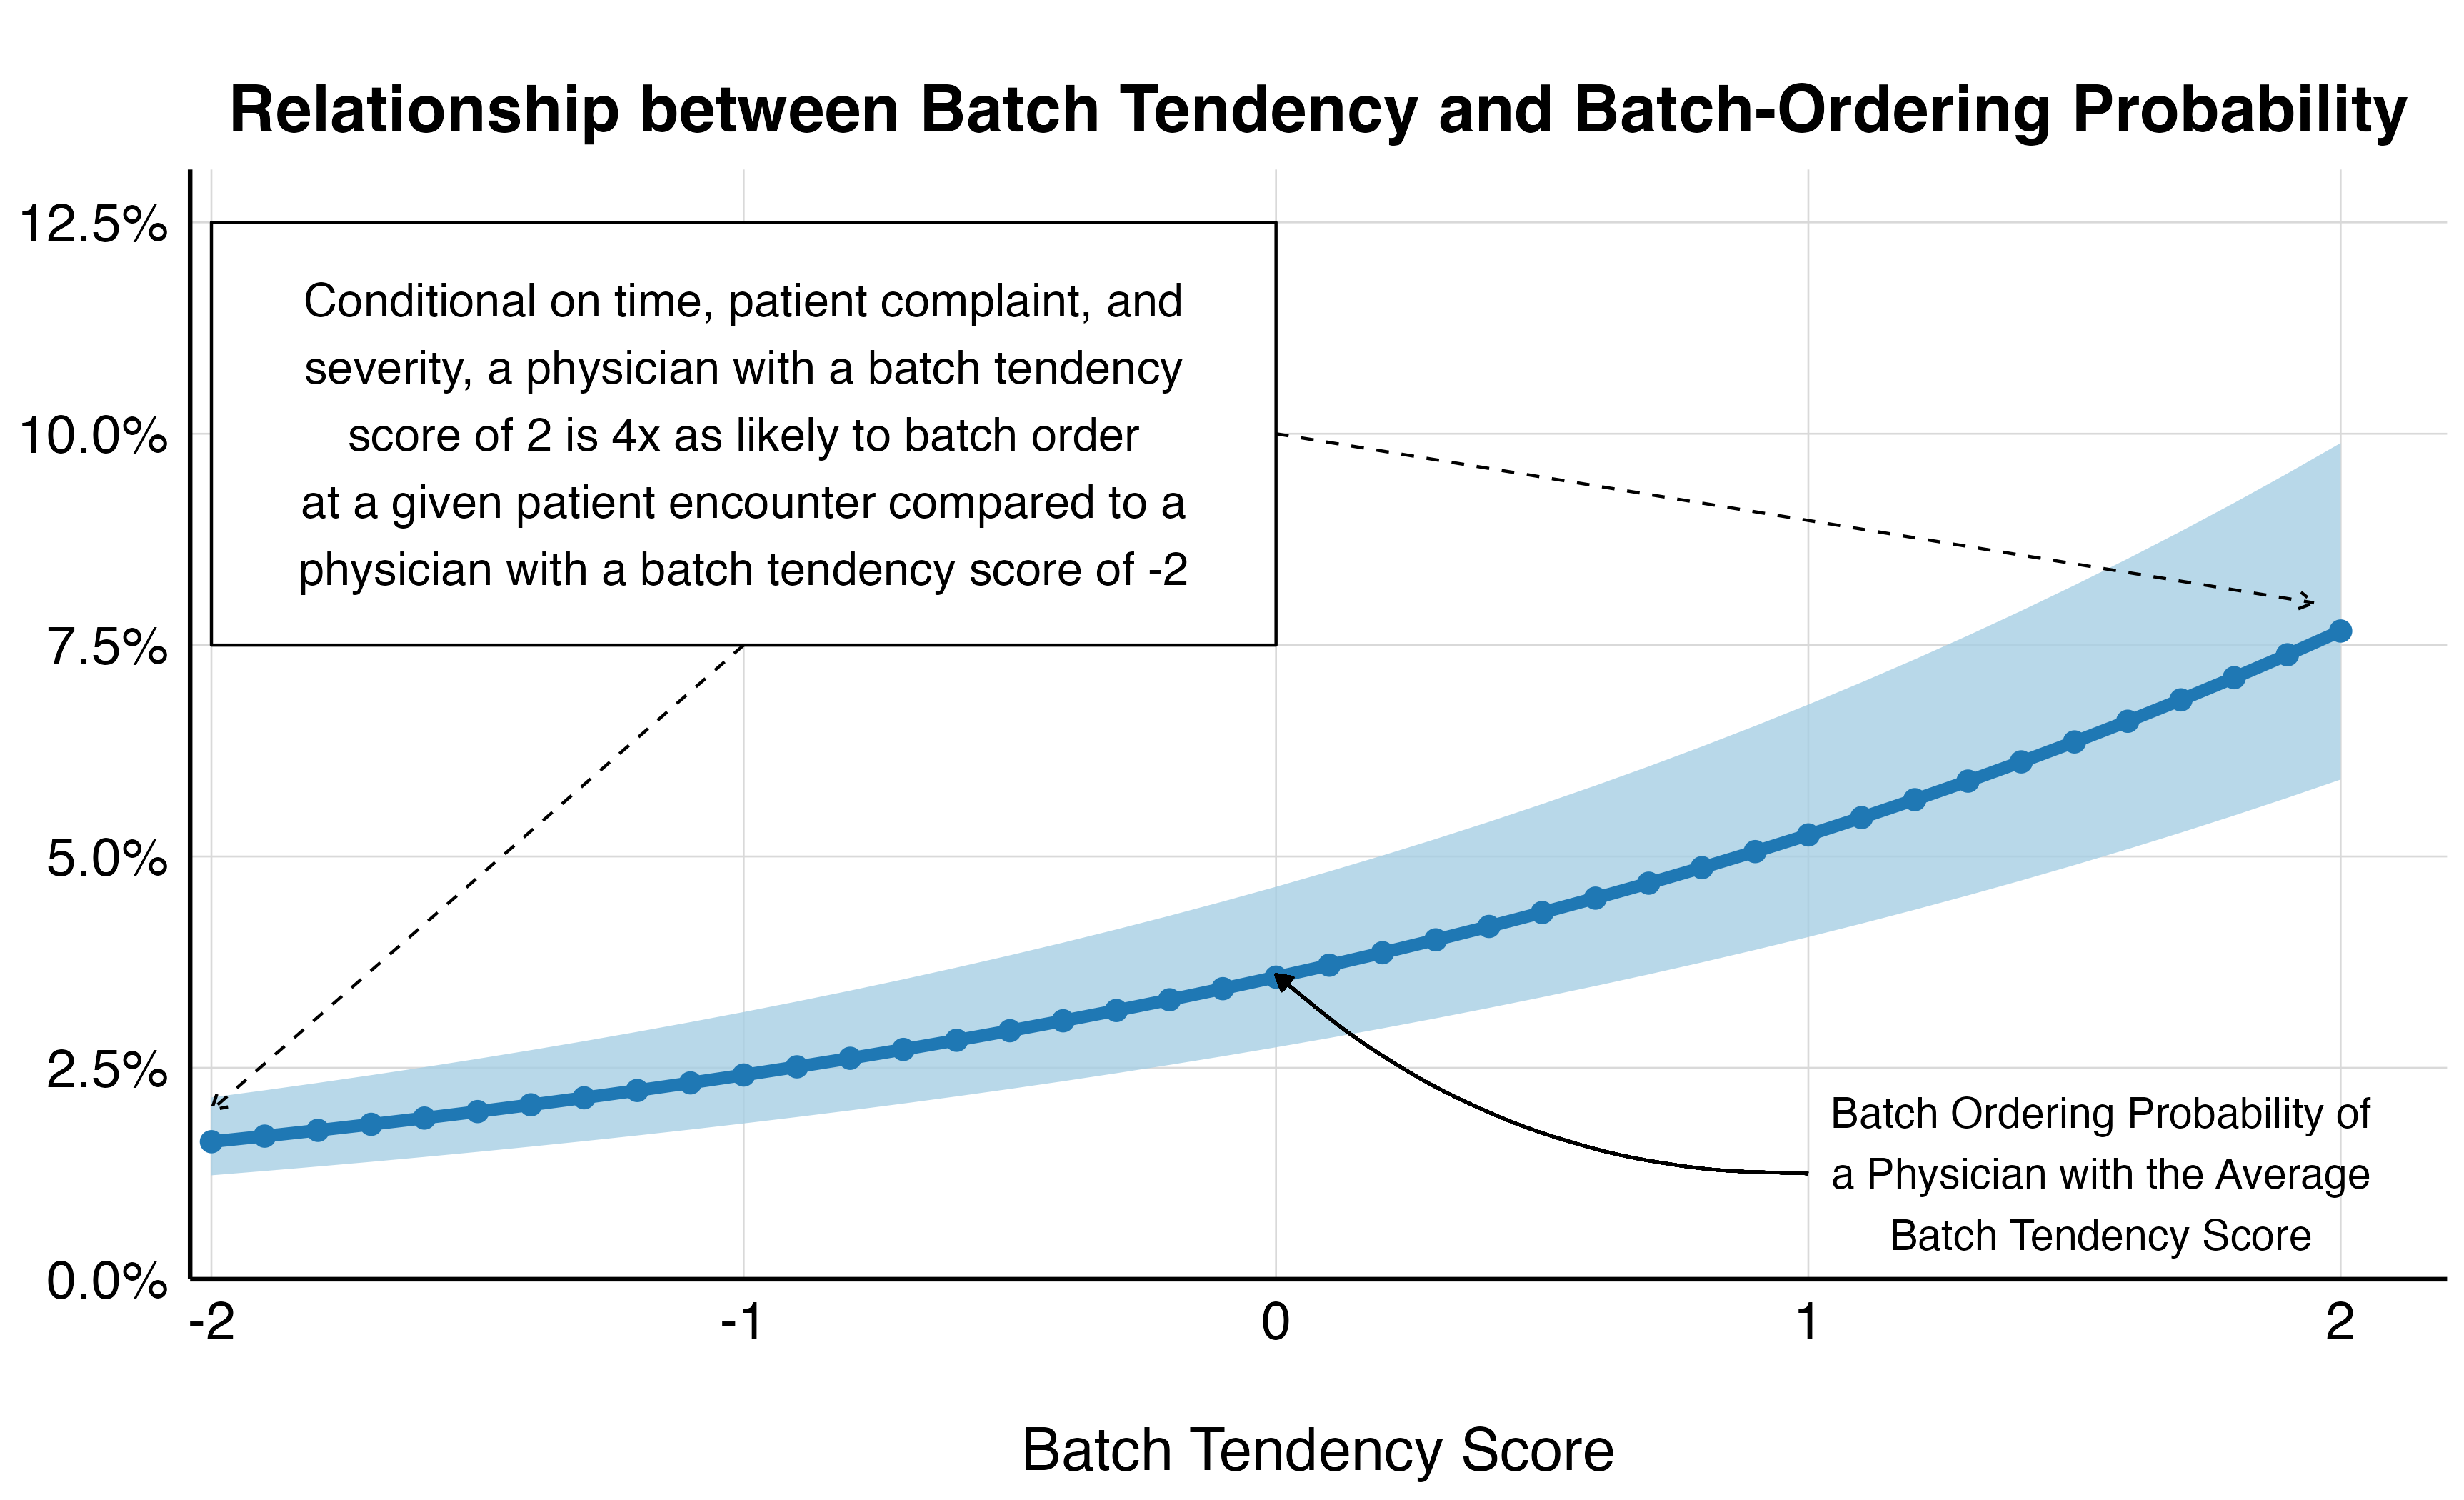 Relationship between Batch Tendency and Batch-Ordering Probability
12.5%
Conditional on time, patient complaint, and
severity, a physician with a batch tendency
score of 2 is 4x as likely to batch order
at a given patient encounter compared to a
physician with a batch tendency score of -2
10.0%
7.5%
5.0%
2.5%
0.0%
Batch Ordering Probability of
a Physician with the Average
Batch Tendency Score
-2 -1 0 1 2
Batch Tendency Score